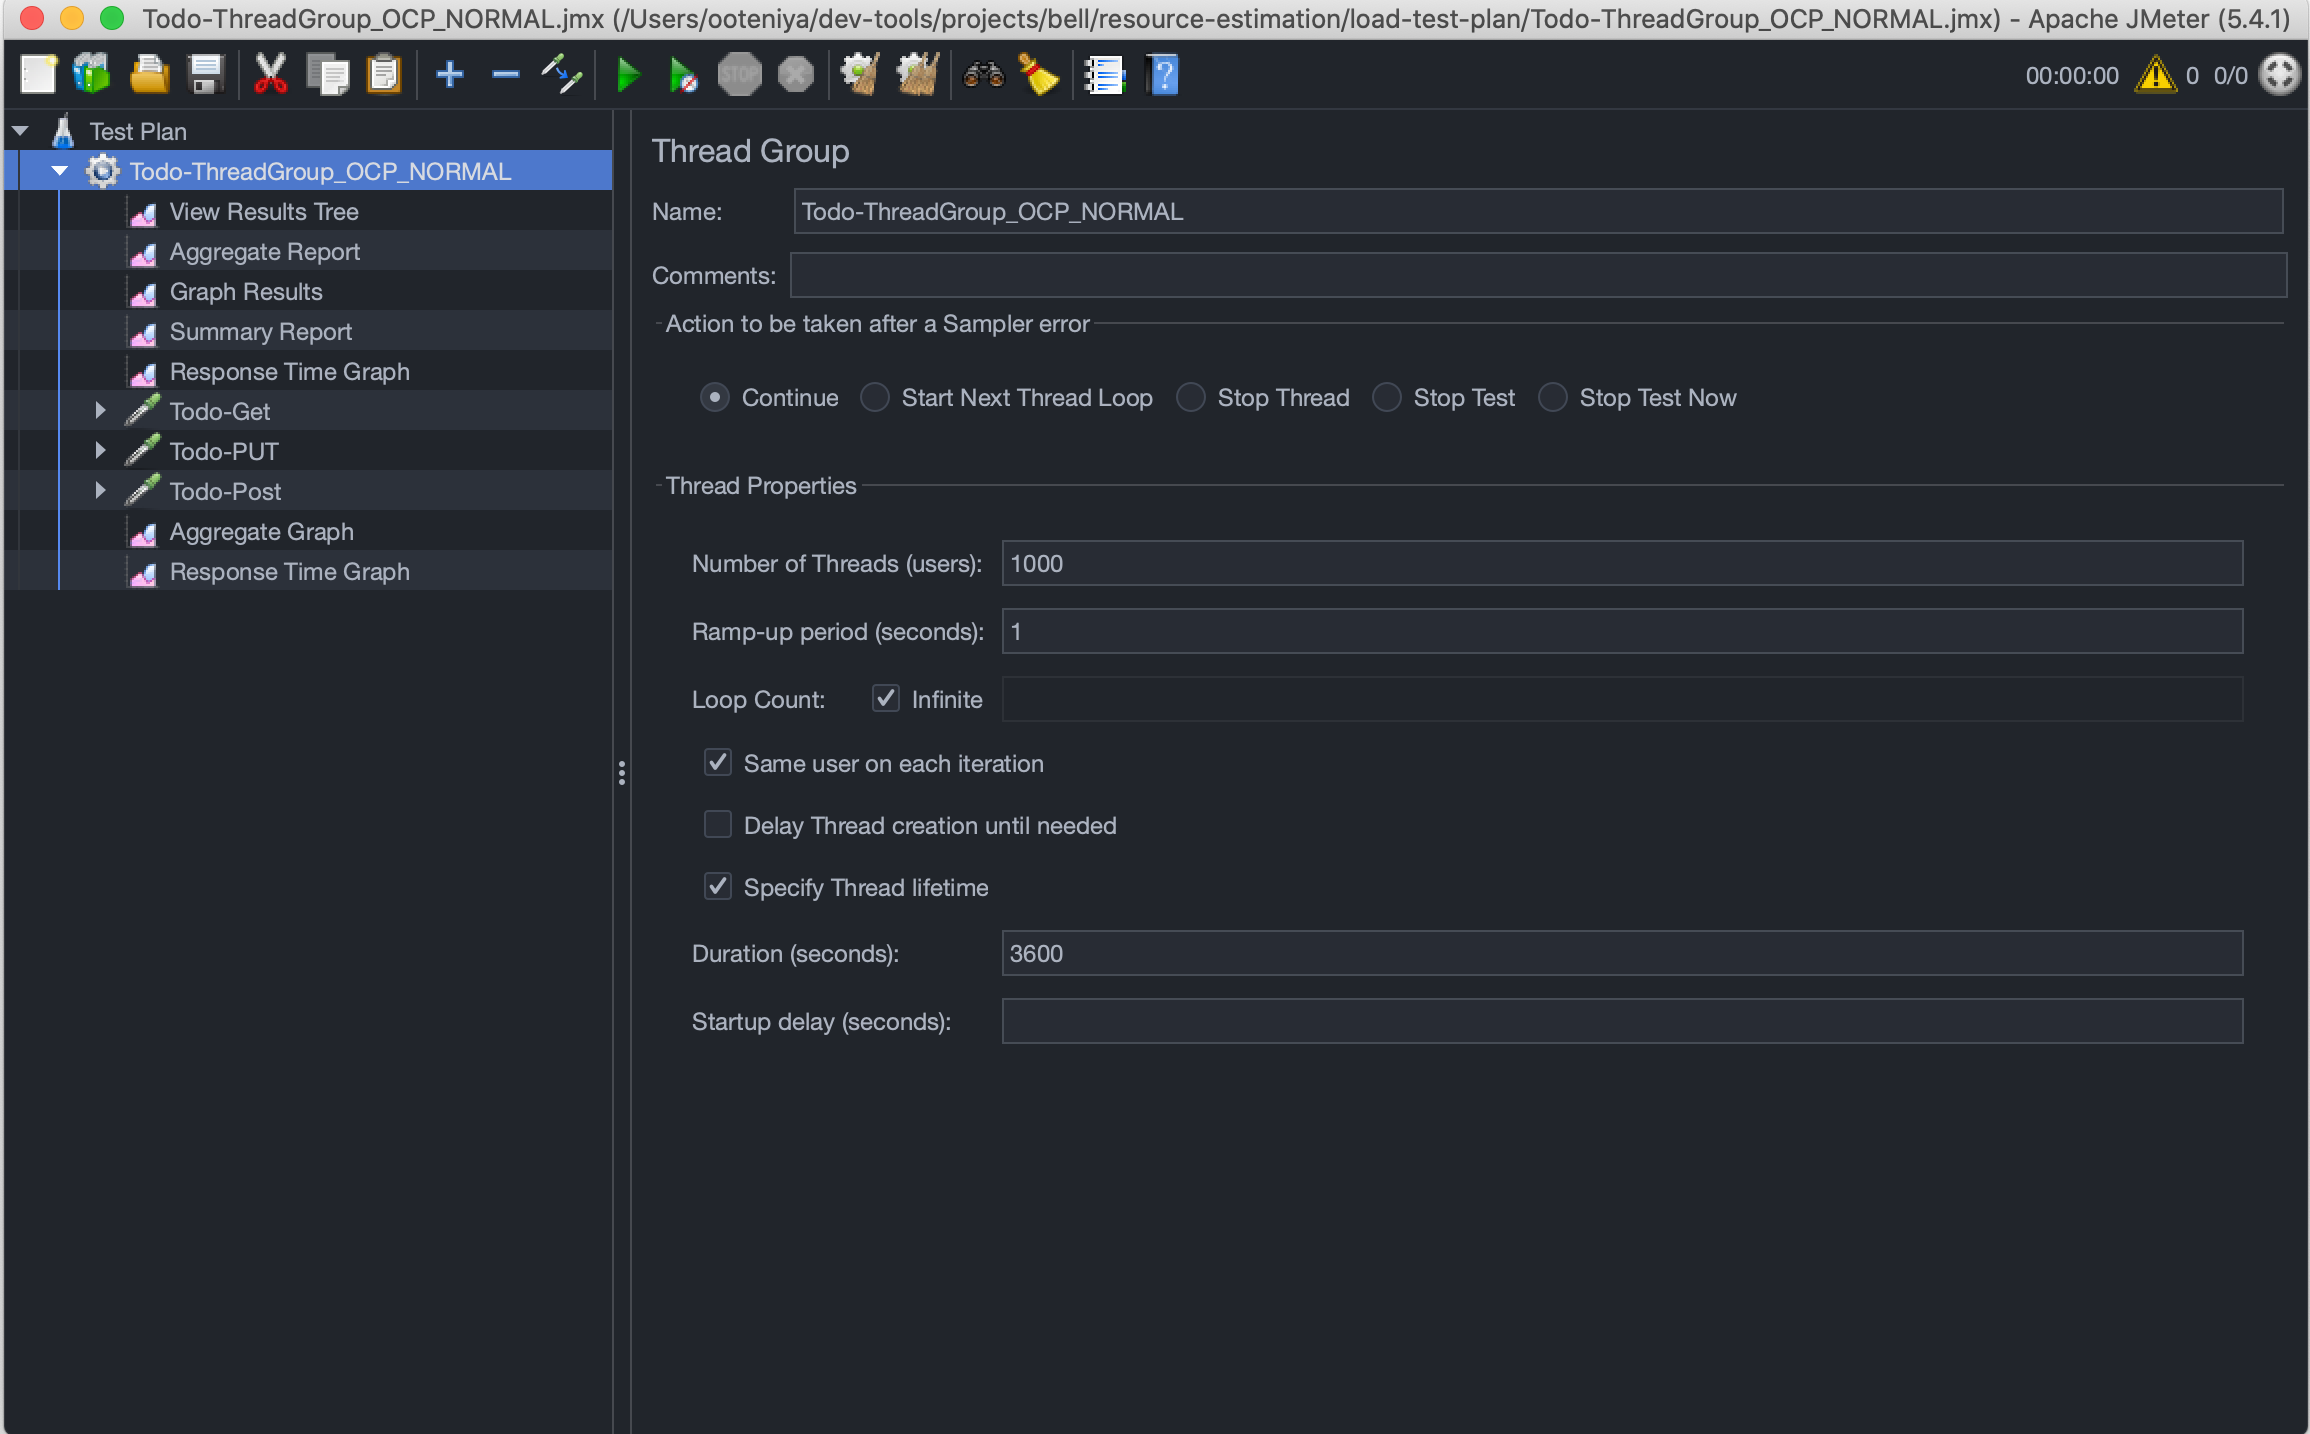 Todo-ThreadGroup_OCP_NORMAL.jmx (/Users/ooteniya/dev-tools/projects/bell/resource-estimation/load-test-plan/Todo-ThreadGroup_OCP_NORMAL.jmx) - Apache JMeter (5.4.1)
STOP ? 00:00:00 0 0/0
Test Plan
Todo-ThreadGroup_OCP_NORMAL
View Results Tree
Aggregate Report
Graph Results
Summary Report
Response Time Graph
Todo-Get
Todo-PUT
Todo-Post
Aggregate Graph
Response Time Graph
Thread Group
Name: Todo-ThreadGroup_OCP_NORMAL
Comments:
Action to be taken after a Sampler error
Continue Start Next Thread Loop Stop Thread Stop Test Stop Test Now
Thread Properties
Number of Threads (users): 1000
Ramp-up period (seconds): 1
Loop Count: Infinite
Same user on each iteration
Delay Thread creation until needed
Specify Thread lifetime
Duration (seconds): 3600
Startup delay (seconds):